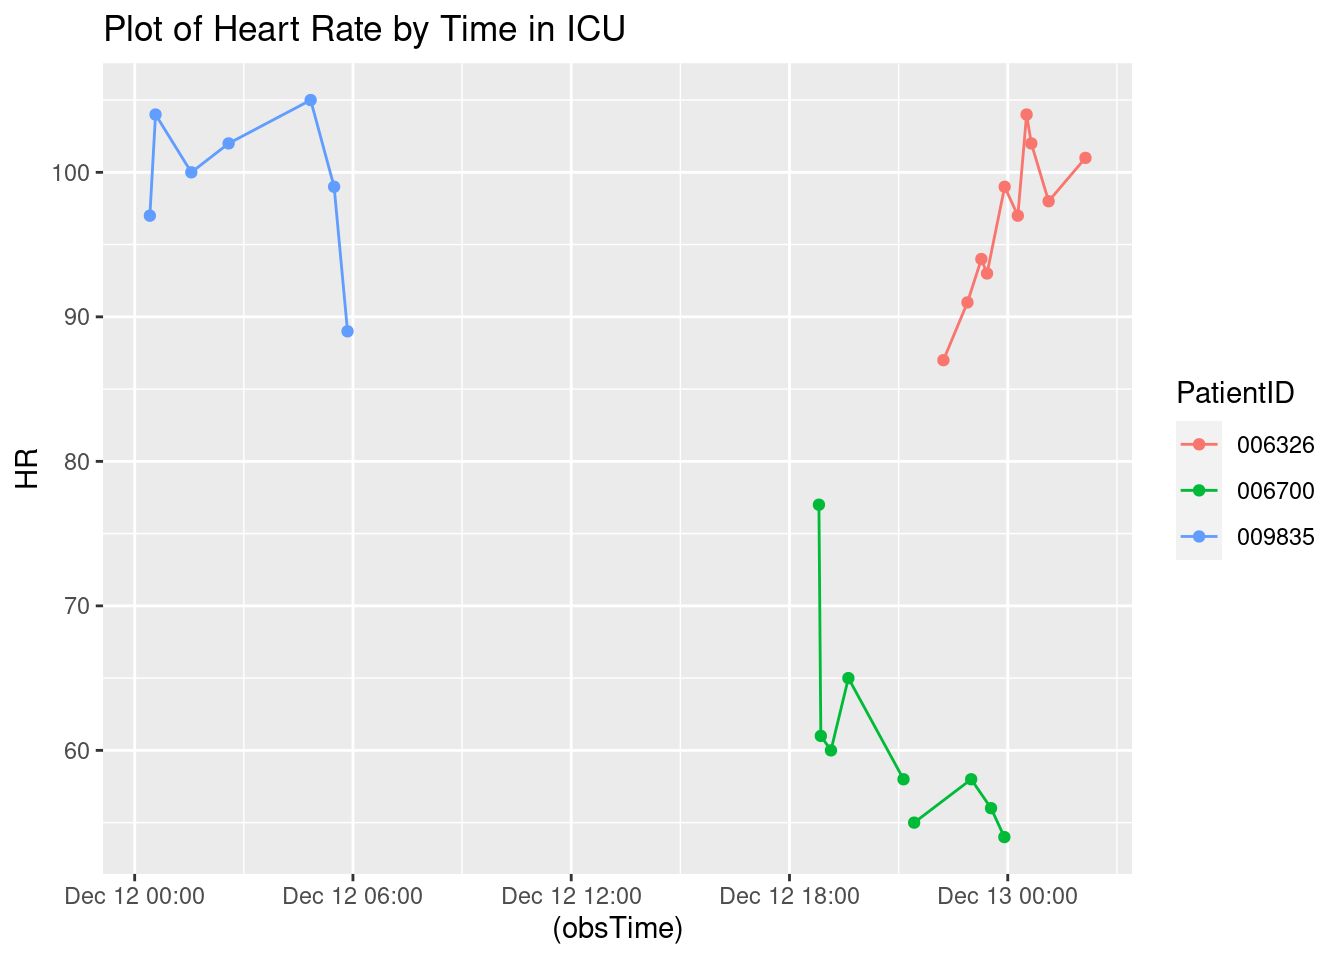 Plot of Heart Rate by Time in ICU
HR
100
90
80
70
60
Dec 12 00:00 Dec 12 06:00 Dec 12 12:00 Dec 12 18:00 Dec 13 00:00
(obsTime)
PatientID
006326
006700
009835